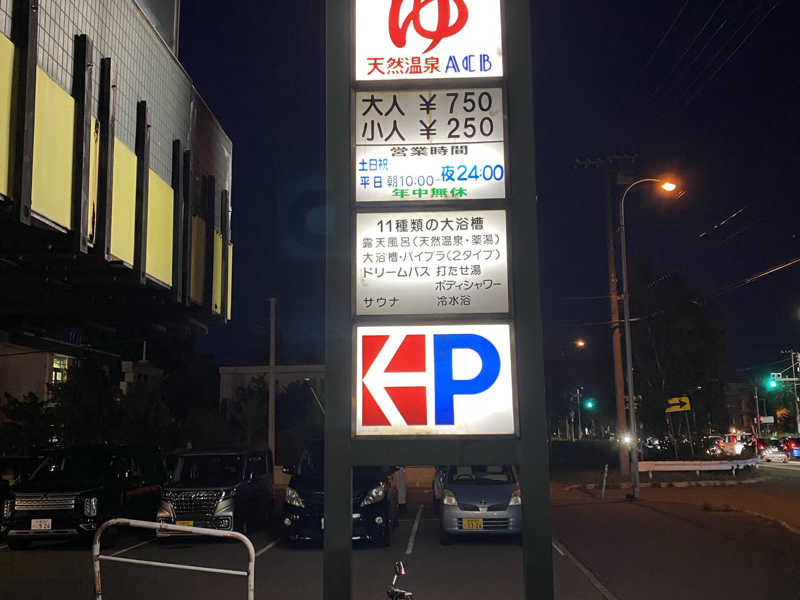 ゆ
天然温泉 ACB
大人 ¥ 750
小人 ¥ 250
営業時間
土日祝
平日 朝10:00-夜24:00
年中無休
11種類の大浴槽
露天風呂(天然温泉・薬湯)
大浴槽・バイブラ(2タイプ)
ドリームバス 打たせ湯
ボディシャワー
サウナ 冷水浴
P